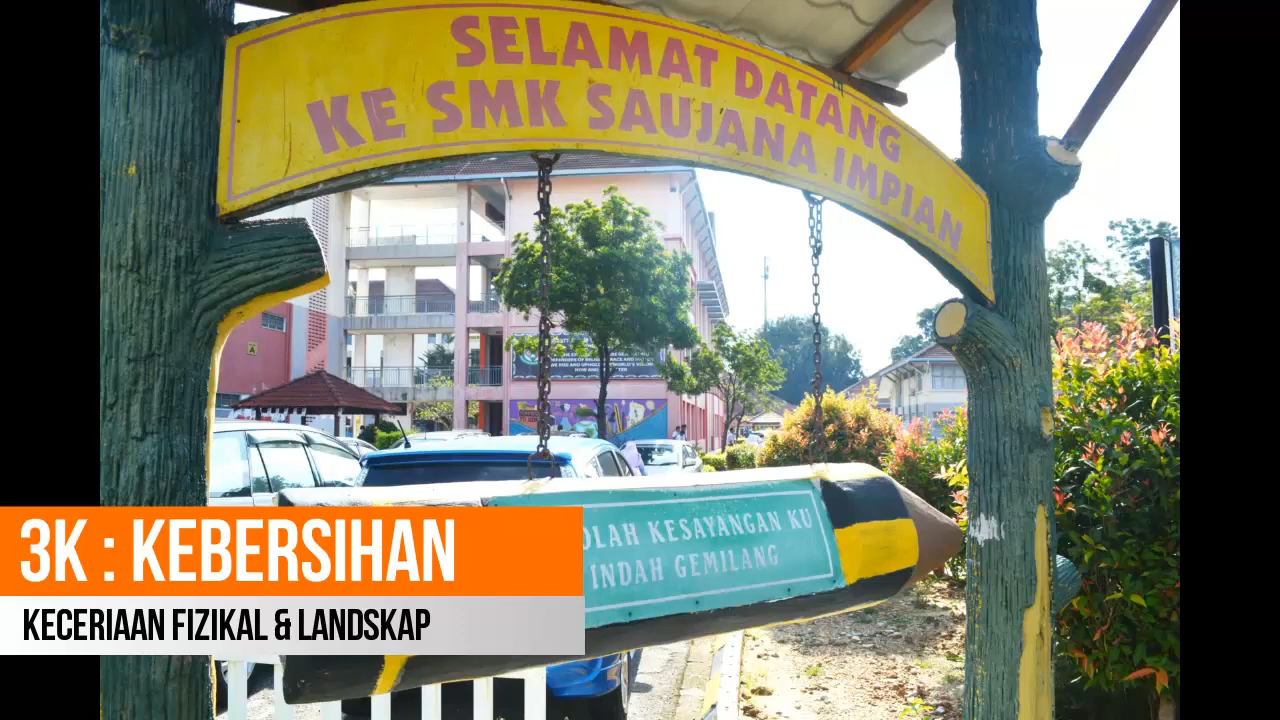 SELAMAT DATANG
KE SMK SAUJANA IMPIAN
OLAH KESAYANGAN KU
INDAH GEMILANG
3K : KEBERSIHAN
KECERIAAN FIZIKAL & LANDSKAP